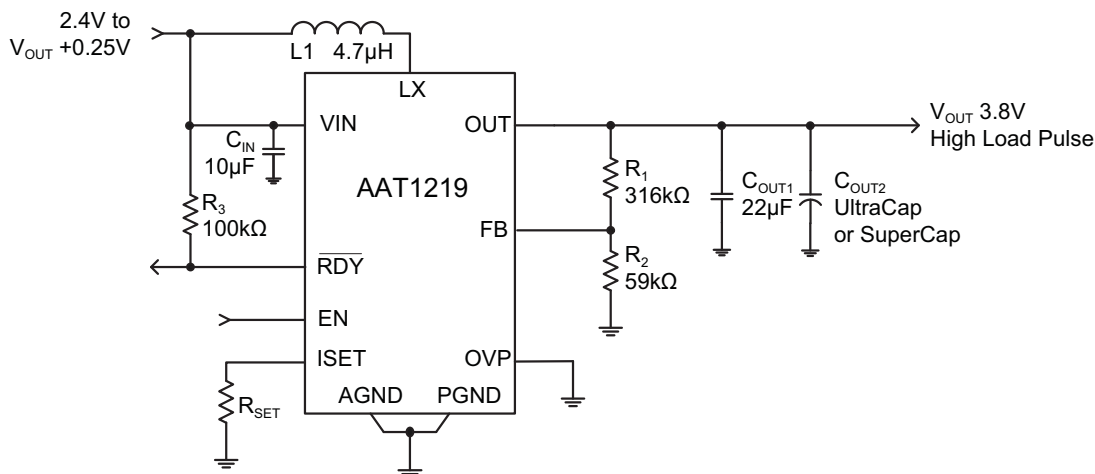 2.4V to
VOUT +0.25V
L1 4.7µH
LX
VIN
OUT
CIN
10µF
AAT1219
R1
316kΩ
COUT1
22µF
COUT2
UltraCap
or SuperCap
VOUT 3.8V
High Load Pulse
R3
100kΩ
FB
R2
59kΩ
RDY
EN
ISET
OVP
RSET
AGND
PGND